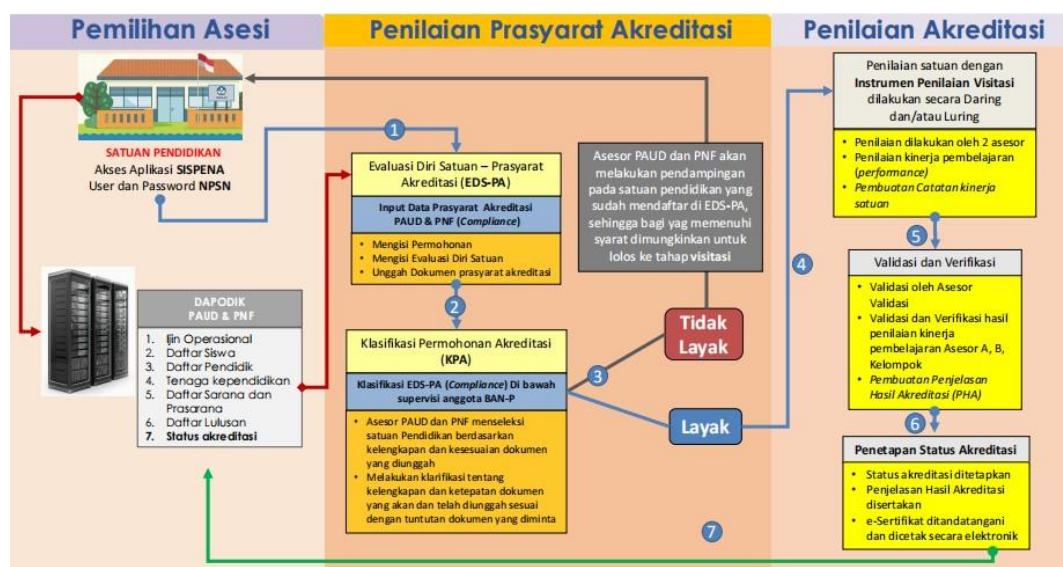 Pemilihan Asesi
Penilaian Prasyarat Akreditasi
Penilaian Akreditasi
SATUAN PENDIDIKAN
Akses Aplikasi SISPENA
User dan Password NPSN
DAPODIK
PAUD & PNF
1. Ijin Operasional
2. Daftar Siswa
3. Daftar Pendidik
4. Tenaga kependidikan
5. Daftar Sarana dan
Prasarana
6. Daftar Lulusan
7. Status akreditasi
1
Evaluasi Diri Satuan – Prasyarat
Akreditasi (EDS-PA)
Input Data Prasyarat Akreditasi
PAUD & PNF (Compliance)
• Mengisi Permohonan
• Mengisi Evaluasi Diri Satuan
• Unggah Dokumen prasyarat akreditasi
2
Klasifikasi Permohonan Akreditasi
(KPA)
Klasifikasi EDS-PA (Compliance) Di bawah
supervisi anggota BAN-P
• Asesor PAUD dan PNF menseleksi
satuan Pendidikan berdasarkan
kelengkapan dan kesesuaian dokumen
yang diunggah
• Melakukan klarifikasi tentang
kelengkapan dan ketepatan dokumen
yang akan dan telah diunggah sesuai
dengan tuntutan dokumen yang diminta
Asesor PAUD dan PNF akan
melakukan pendampingan
pada satuan pendidikan yang
sudah mendaftar di EDS-PA,
sehingga bagi yag memenuhi
syarat dimungkinkan untuk
lolos ke tahap visitasi
3
Tidak
Layak
Layak
4
Penilaian satuan dengan
Instrumen Penilaian Visitasi
dilakukan secara Daring
dan/atau Luring
• Penilaian dilakukan oleh 2 asesor
• Penilaian kinerja pembelajaran
(performance)
• Pembuatan Catatan kinerja
satuan
5
Validasi dan Verifikasi
• Validasi oleh Asesor
Validasi
• Validasi dan Verifikasi hasil
penilaian kinerja
pembelajaran Asesor A, B,
Kelompok
• Pembuatan Penjelasan
Hasil Akreditasi (PHA)
6
Penetapan Status Akreditasi
• Status akreditasi ditetapkan
• Penjelasan Hasil Akreditasi
disertakan
• e-Sertifikat ditandatangani
dan dicetak secara elektronik
7